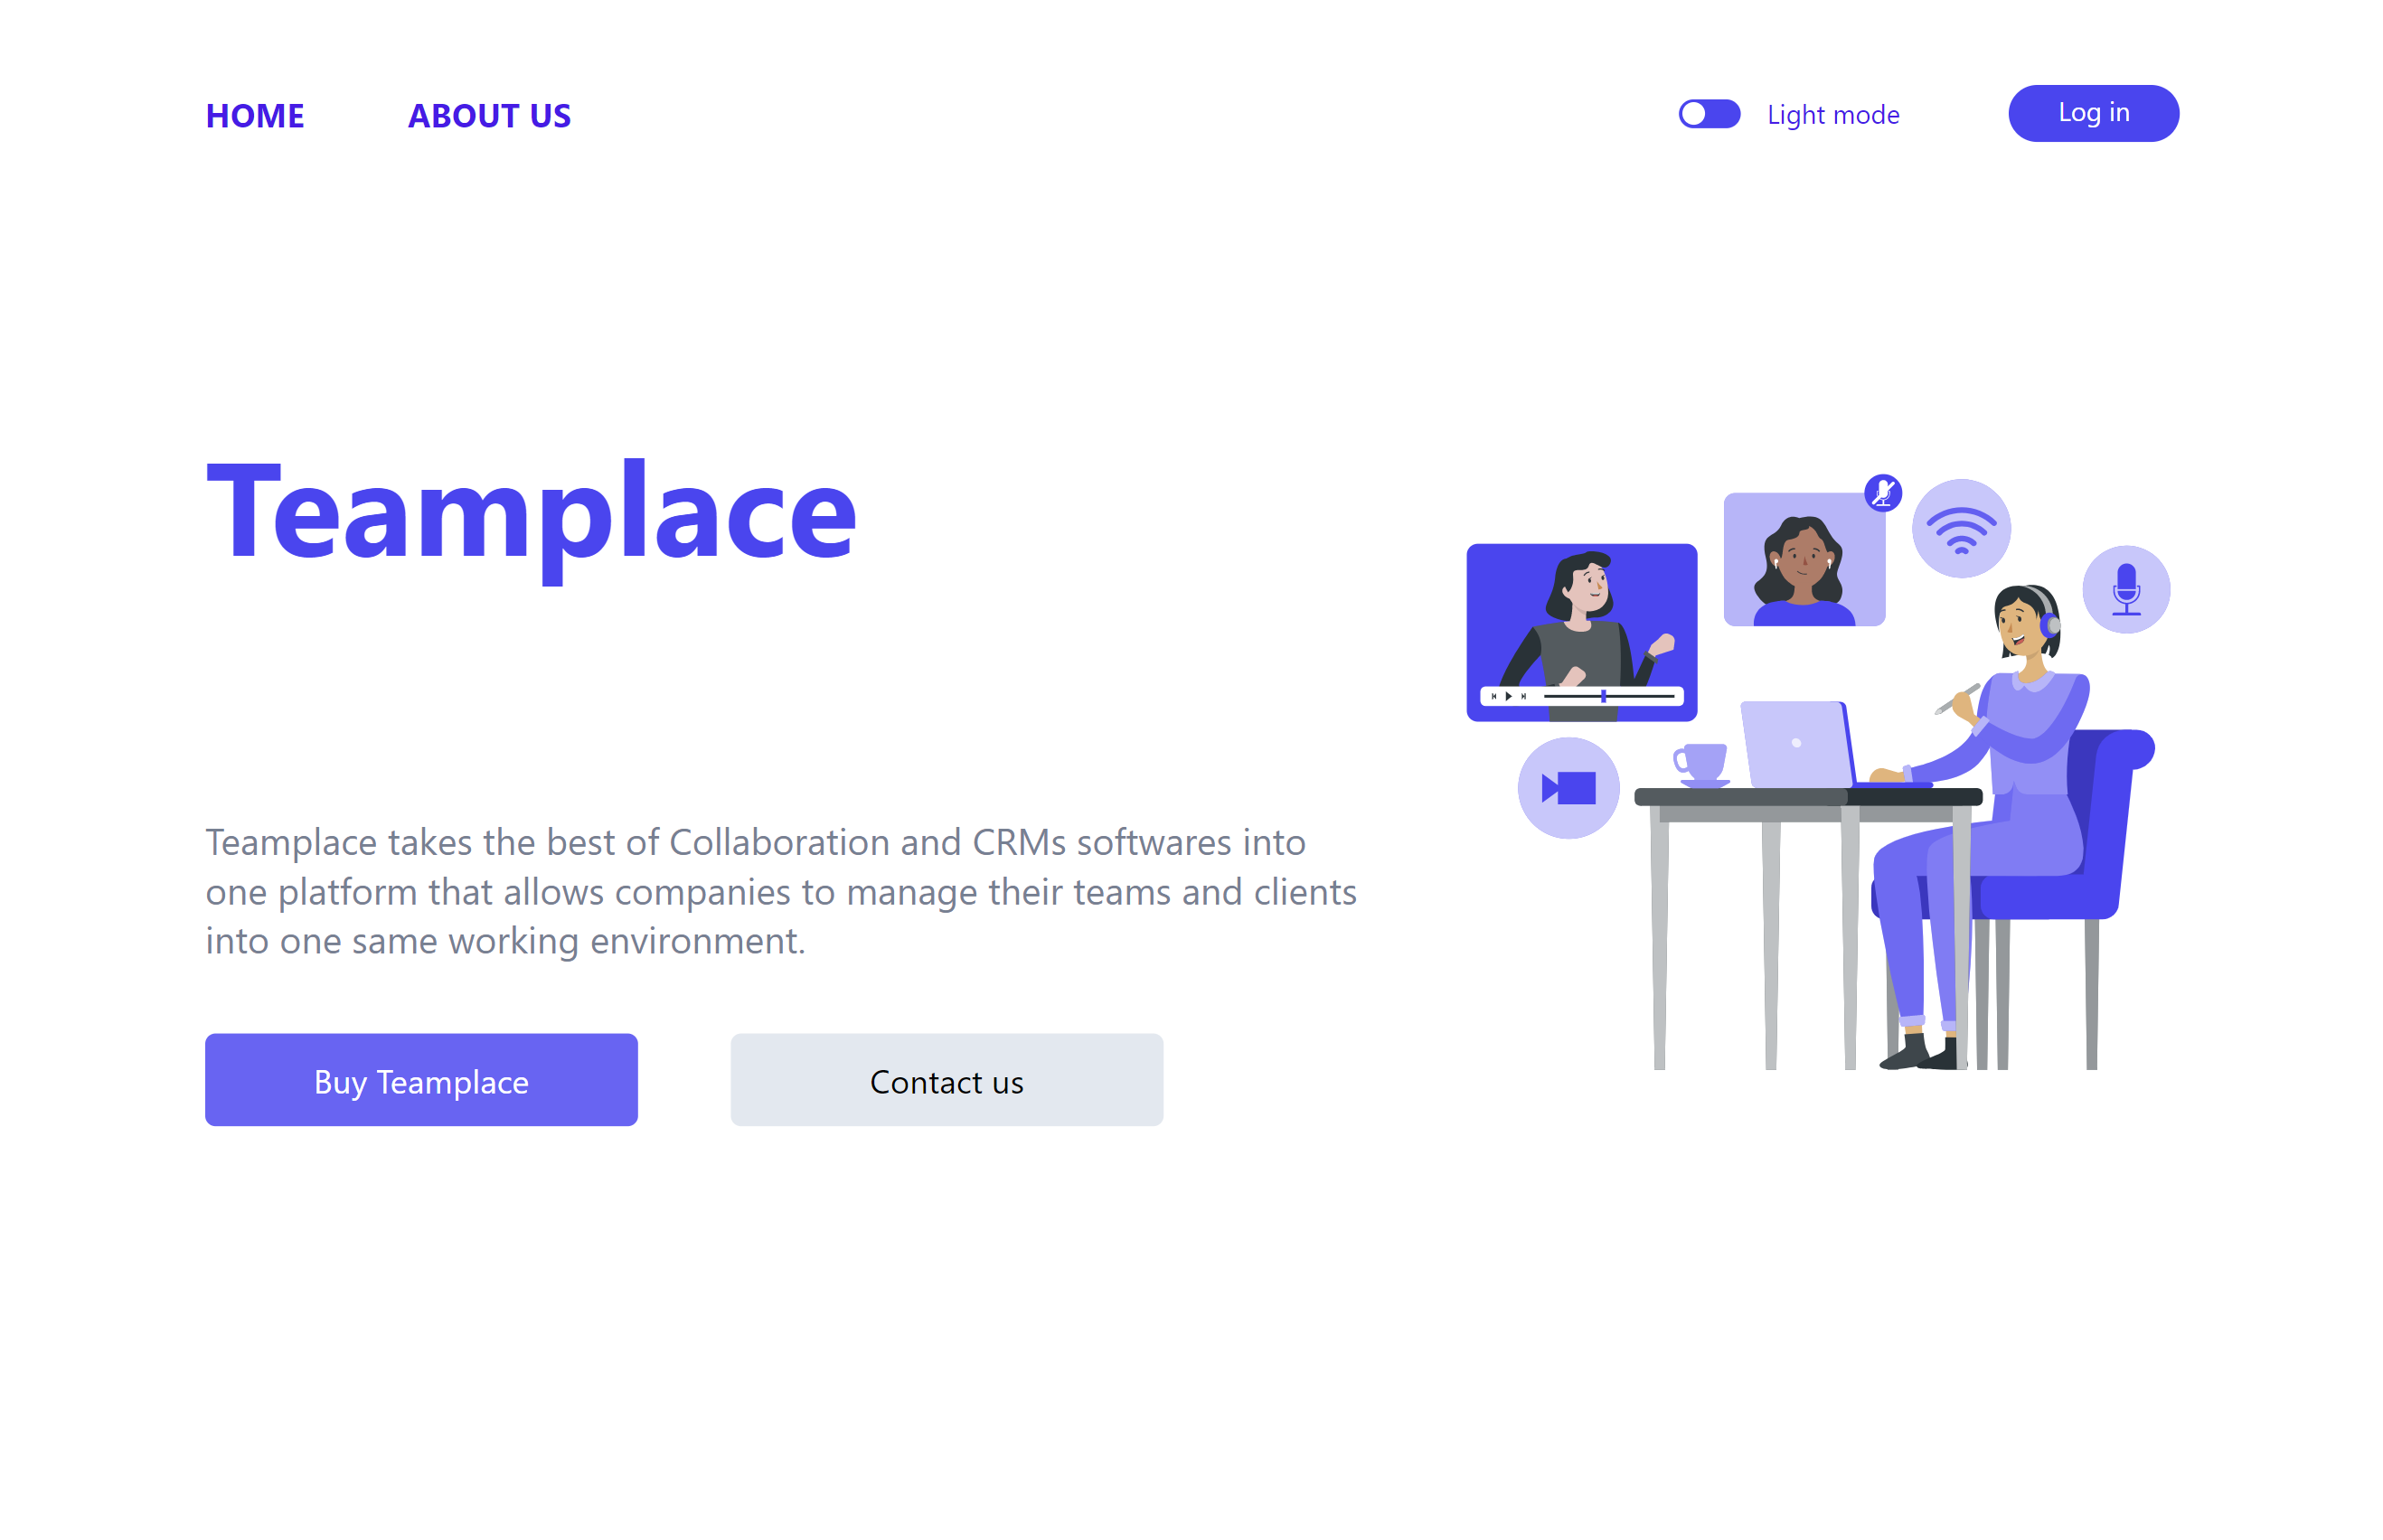 HOME
ABOUT US
Light mode
Log in
Teamplace
Teamplace takes the best of Collaboration and CRMs softwares into
one platform that allows companies to manage their teams and clients
into one same working environment.
Buy Teamplace
Contact us